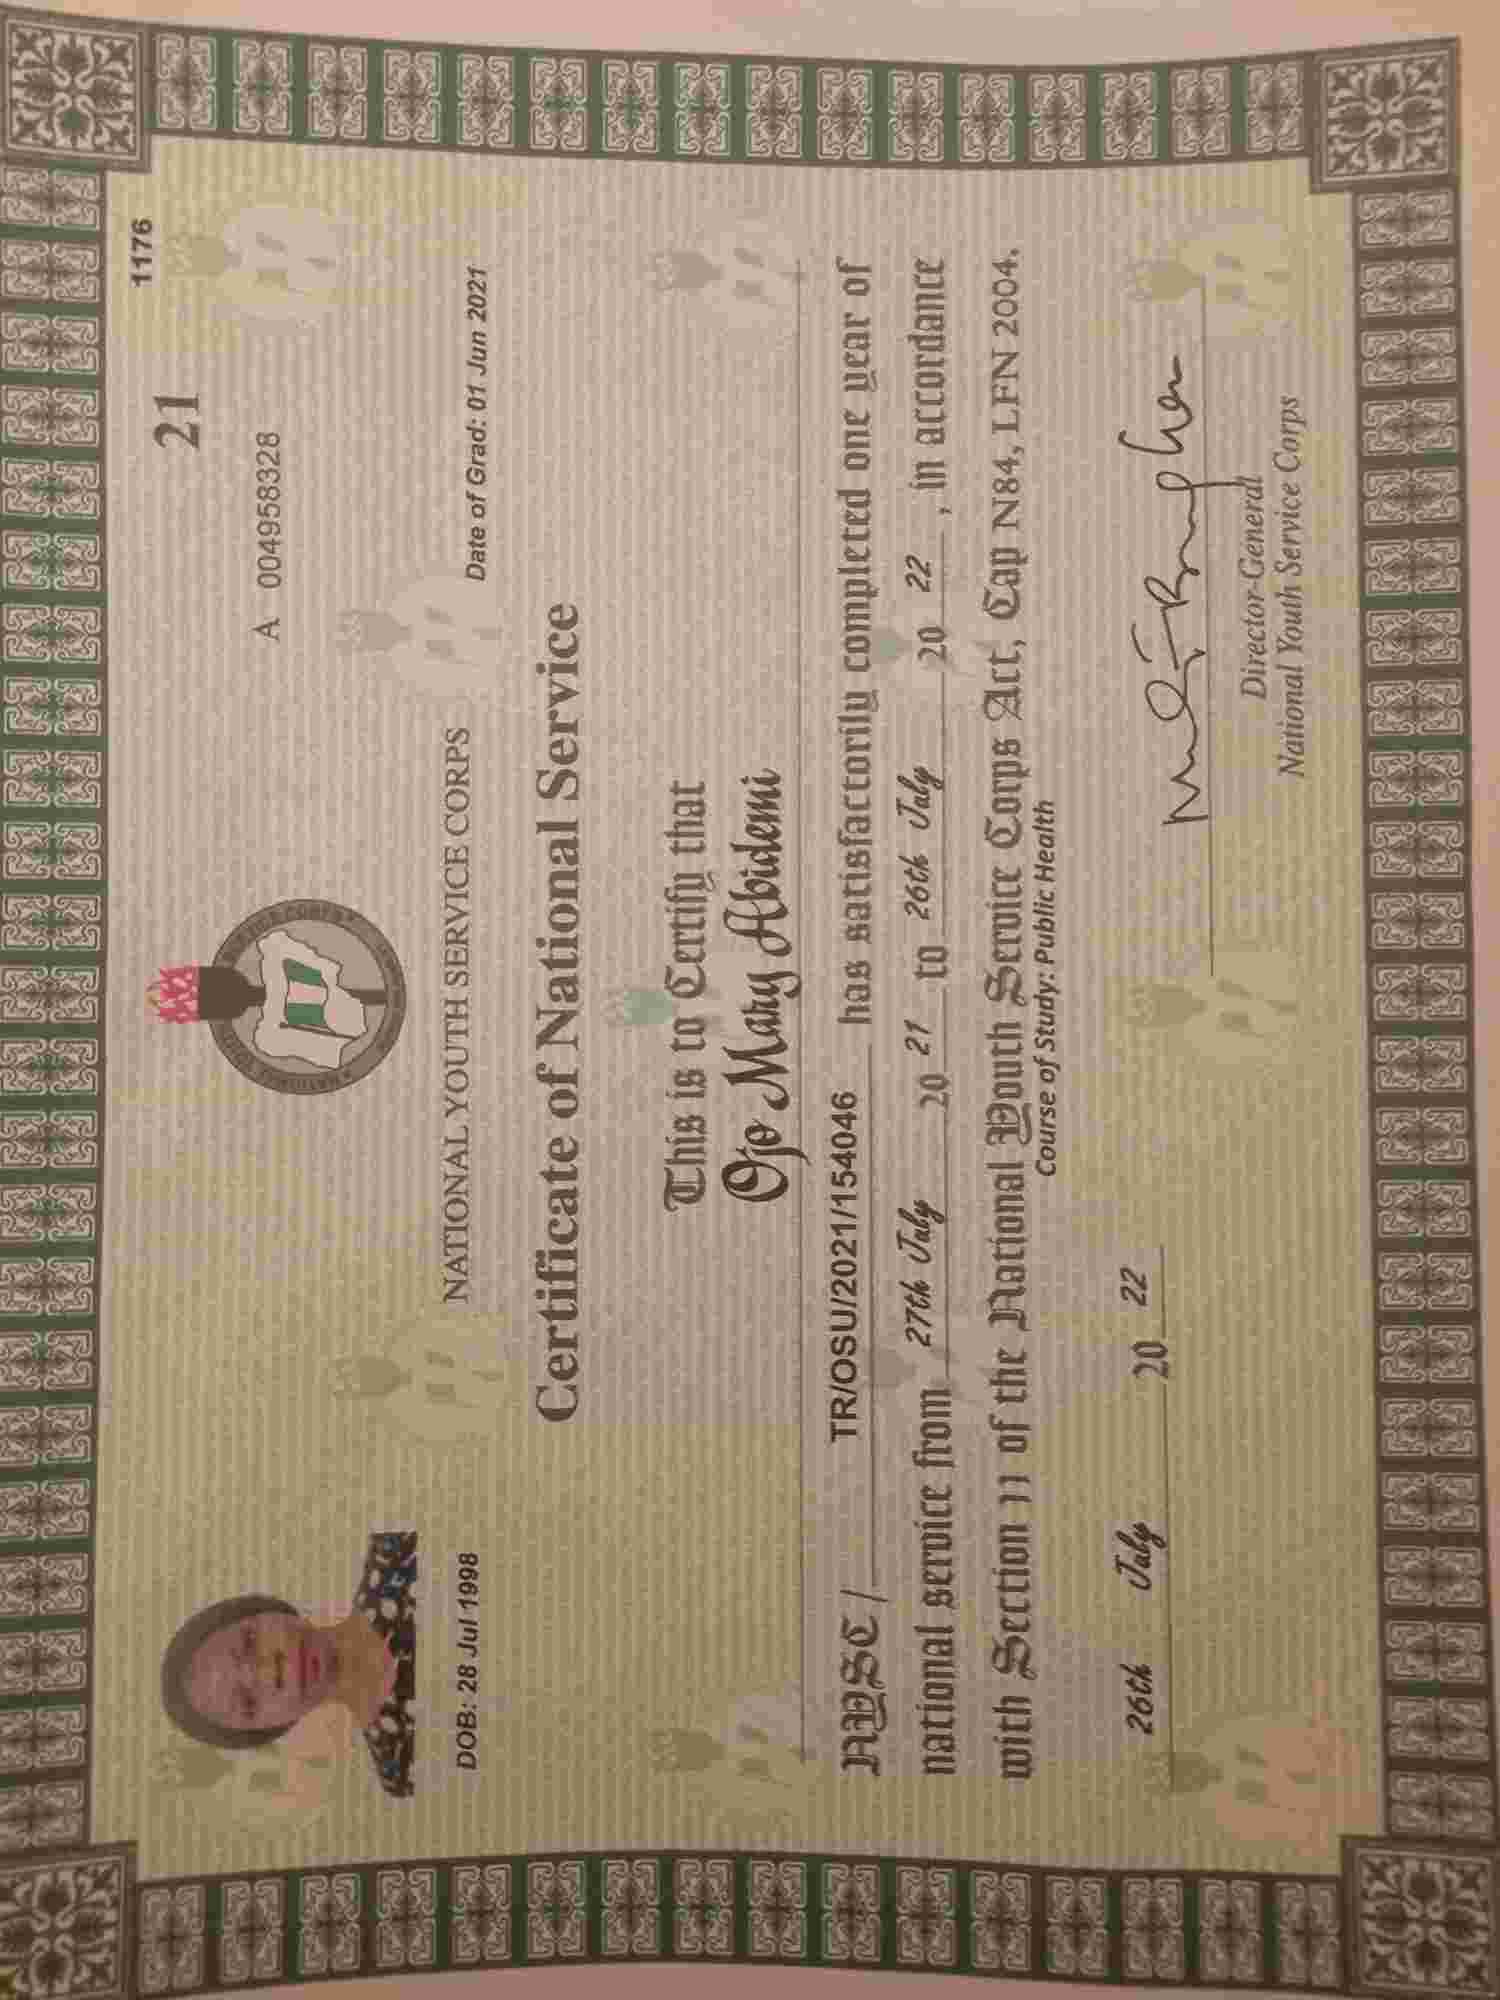 1176
21
A 004958328
NATIONAL YOUTH SERVICE CORPS
DOB: 28 Jul 1998
Date of Grad: 01 Jun 2021
Certificate of National Service
This is to Certify that
Ojo Mary Abidemi
NYSC/ TR/OSU/2021/154046 has satisfactorily completed one year of
national service from 27th July 20 21 to 26th July 20 22, in accordance
with Section 11 of the National Youth Service Corps Act, Cap N84, LFN 2004.
Course of Study: Public Health
26th July 20 22
Director-General
National Youth Service Corps